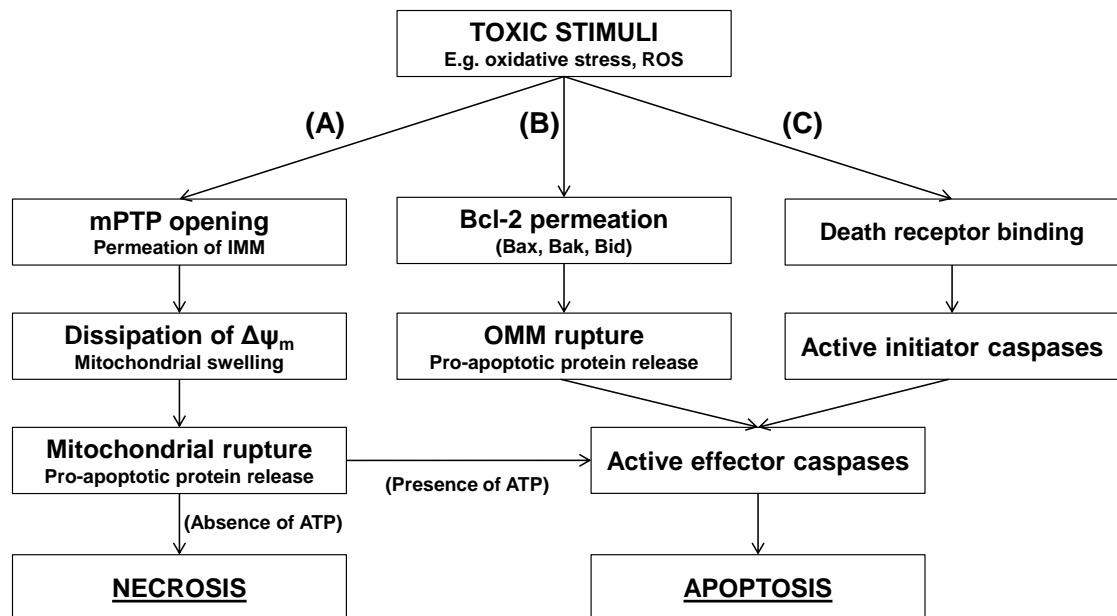 TOXIC STIMULI
E.g. oxidative stress, ROS
(A)
(B)
(C)
mPTP opening
Permeation of IMM
Bcl-2 permeation
(Bax, Bak, Bid)
Death receptor binding
Dissipation of Δψm
Mitochondrial swelling
OMM rupture
Pro-apoptotic protein release
Active initiator caspases
Mitochondrial rupture
Pro-apoptotic protein release
(Presence of ATP)
Active effector caspases
(Absence of ATP)
NECROSIS
APOPTOSIS